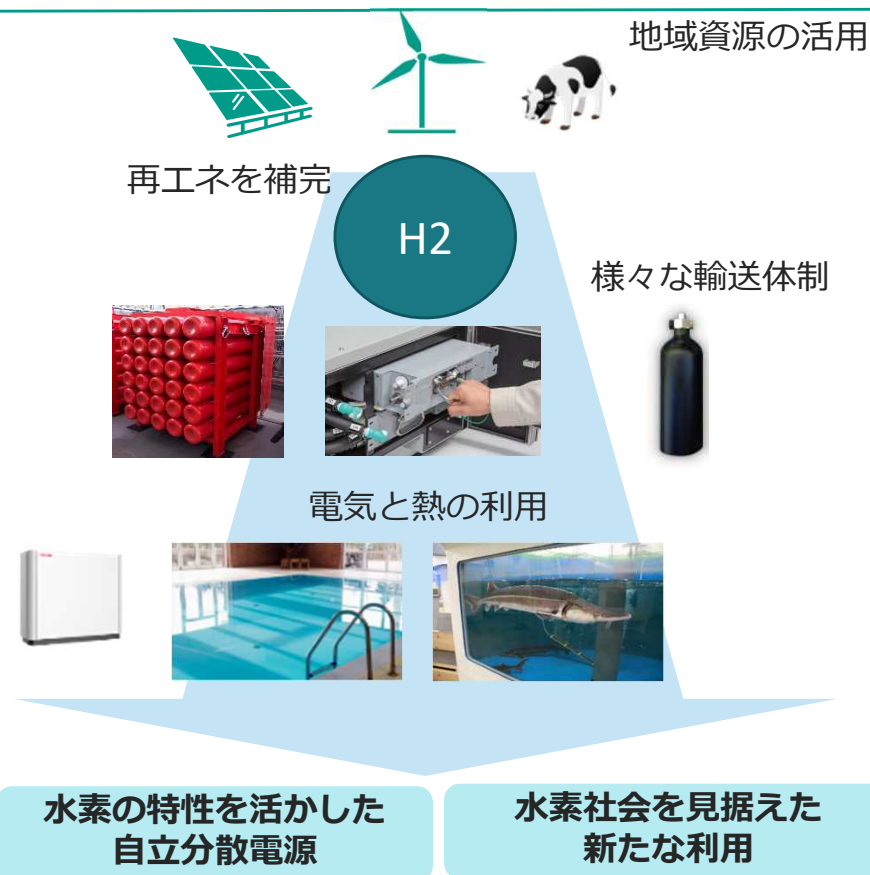 地域資源の活用
再エネを補完
H2
様々な輸送体制
電気と熱の利用
水素の特性を活かした
自立分散電源
水素社会を見据えた
新たな利用